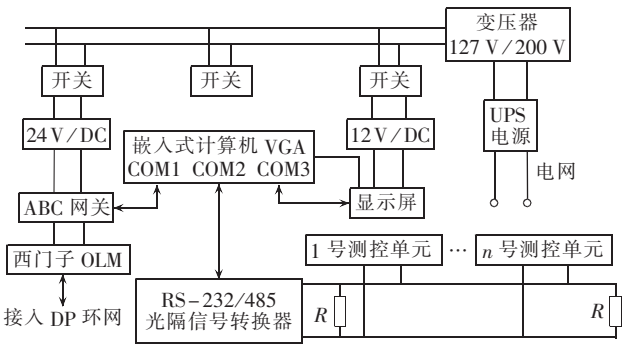 变压器
127 V/200 V
开关
开关
开关
24V/DC
12V/DC
UPS
电源
嵌入式计算机 VGA
COM1 COM2 COM3
电网
ABC 网关
显示屏
西门子 OLM
1 号测控单元
···
n 号测控单元
RS-232/485
光隔信号转换器
R
R
接入 DP 环网